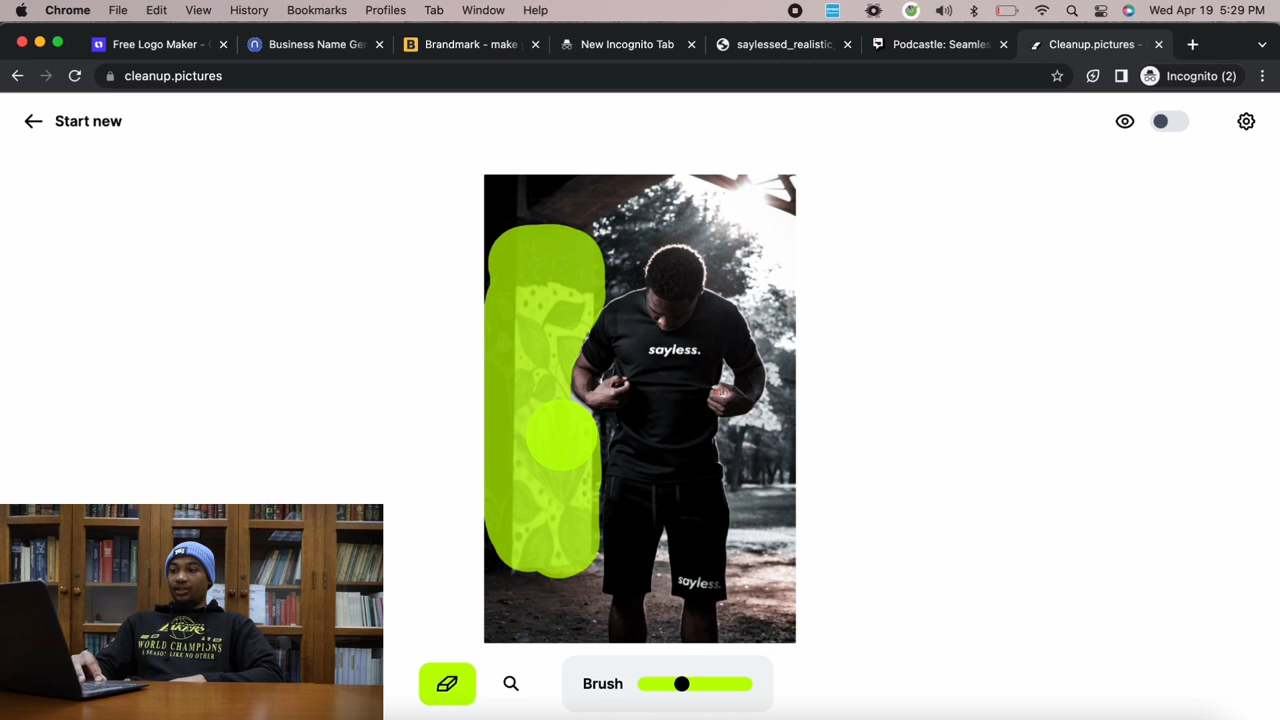 Chrome File Edit View History Bookmarks Profiles Tab Window Help Wed Apr 19 5:29 PM
Free Logo Maker - Business Name Ger Brandmark - make New Incognito Tab saylessed_realistic Podcastle: Seamles Cleanup.pictures -
cleanup.pictures Incognito (2)
Start new
sayless.
sayless.
WORLD CHAMPIONS
Brush